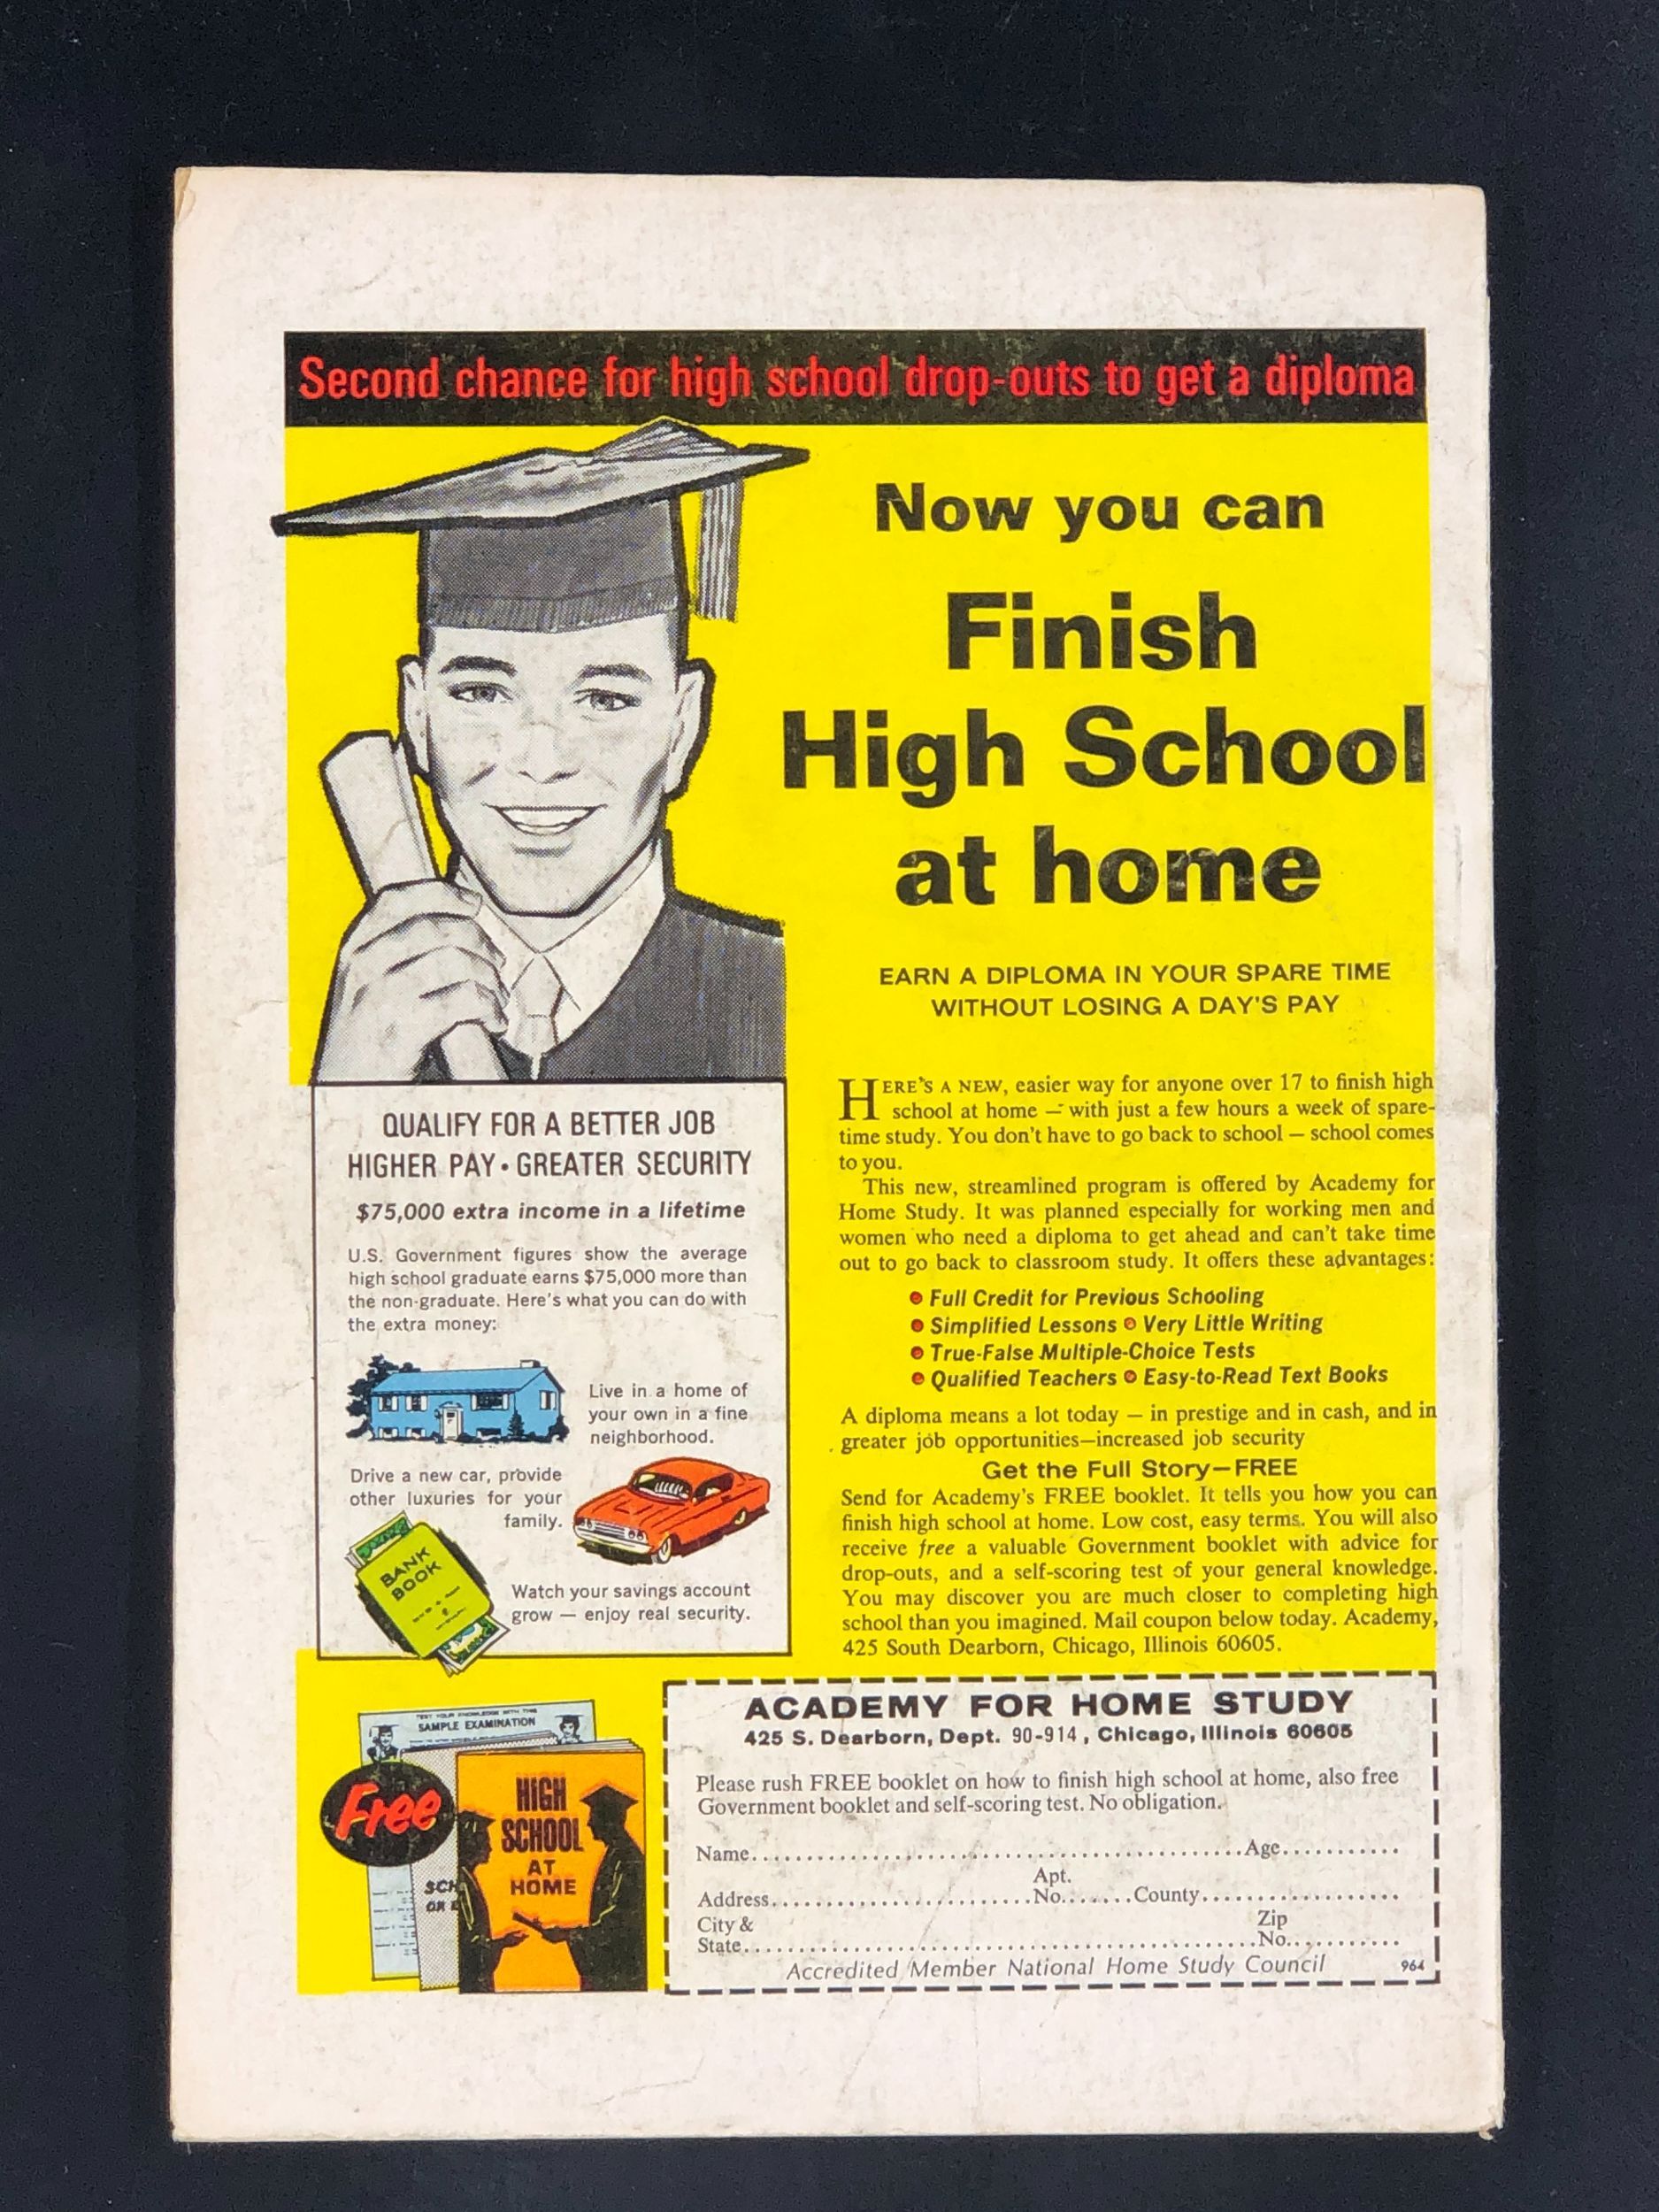 Second chance for high school drop-outs to get a diploma
Now you can
Finish
High School
at home
EARN A DIPLOMA IN YOUR SPARE TIME
WITHOUT LOSING A DAY'S PAY
HERE'S A NEW, easier way for anyone over 17 to finish high
school at home – with just a few hours a week of spare-
time study. You don't have to go back to school – school comes
to you.
This new, streamlined program is offered by Academy for
Home Study. It was planned especially for working men and
women who need a diploma to get ahead and can't take time
out to go back to classroom study. It offers these advantages:
• Full Credit for Previous Schooling
• Simplified Lessons • Very Little Writing
• True-False Multiple-Choice Tests
• Qualified Teachers • Easy-to-Read Text Books
A diploma means a lot today – in prestige and in cash, and in
greater job opportunities–increased job security
Get the Full Story–FREE
Send for Academy's FREE booklet. It tells you how you can
finish high school at home. Low cost, easy terms. You will also
receive free a valuable Government booklet with advice for
drop-outs, and a self-scoring test of your general knowledge.
You may discover you are much closer to completing high
school than you imagined. Mail coupon below today. Academy,
425 South Dearborn, Chicago, Illinois 60605.
QUALIFY FOR A BETTER JOB
HIGHER PAY • GREATER SECURITY
$75,000 extra income in a lifetime
U.S. Government figures show the average
high school graduate earns $75,000 more than
the non-graduate. Here's what you can do with
the extra money:
Live in a home of
your own in a fine
neighborhood.
Drive a new car, provide
other luxuries for your
family.
BANK
BOOK
Watch your savings account
grow — enjoy real security.
TEST YOUR KNOWLEDGE WITH THIS
SAMPLE EXAMINATION
Free
HIGH
SCHOOL
AT
HOME
SCH
OR
ACADEMY FOR HOME STUDY
425 S. Dearborn, Dept. 90-914, Chicago, Illinois 60605
Please rush FREE booklet on how to finish high school at home, also free
Government booklet and self-scoring test. No obligation.
Name..........Age..........
Apt.
Address..........No.......County..........
City & Zip
State..........No..........
Accredited Member National Home Study Council 964